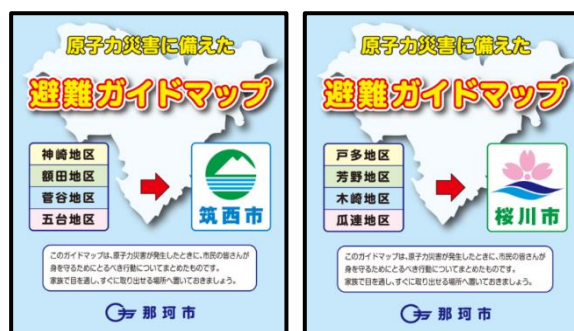 原子力災害に備えた
避難ガイドマップ
神崎地区
額田地区
菅谷地区
五台地区
筑西市
このガイドマップは、原子力災害が発生したときに、市民の皆さんが
身を守るためにとるべき行動についてまとめたものです。
家族で目を通し、すぐに取り出せる場所へ置いておきましょう。
那珂市
原子力災害に備えた
避難ガイドマップ
戸多地区
芳野地区
木崎地区
瓜連地区
桜川市
このガイドマップは、原子力災害が発生したときに、市民の皆さんが
身を守るためにとるべき行動についてまとめたものです。
家族で目を通し、すぐに取り出せる場所へ置いておきましょう。
那珂市